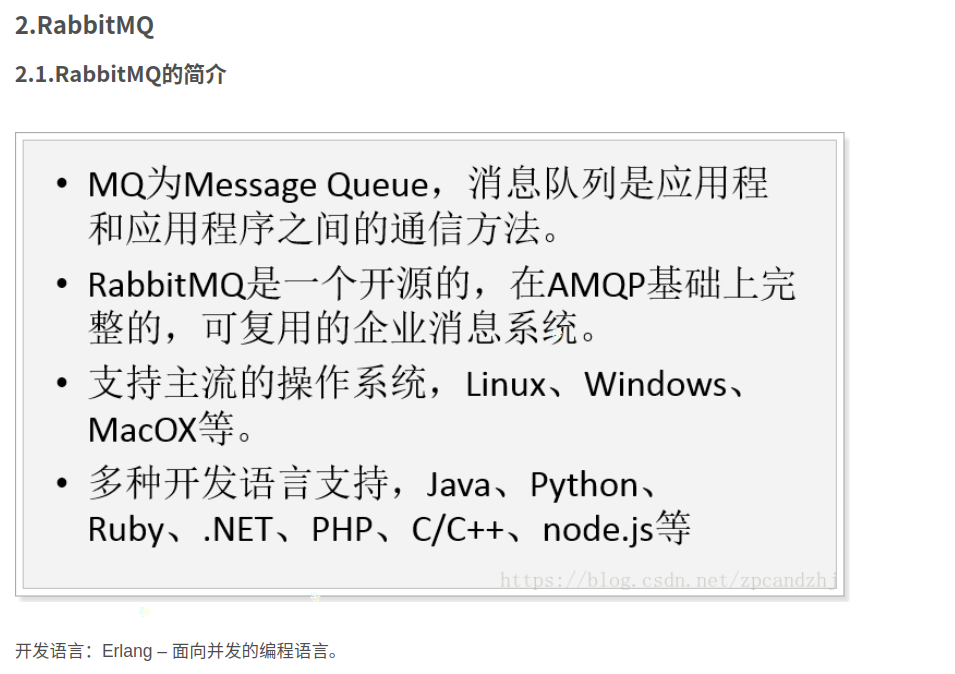 2.RabbitMQ
2.1.RabbitMQ的简介
• MQ为Message Queue，消息队列是应用程
和应用程序之间的通信方法。
• RabbitMQ是一个开源的，在AMQP基础上完
整的，可复用的企业消息系统。
• 支持主流的操作系统，Linux、Windows、
MacOX等。
• 多种开发语言支持，Java、Python、
Ruby、.NET、PHP、C/C++、node.js等
https://blog.csdn.net/zpcandzhj
开发语言：Erlang – 面向并发的编程语言。